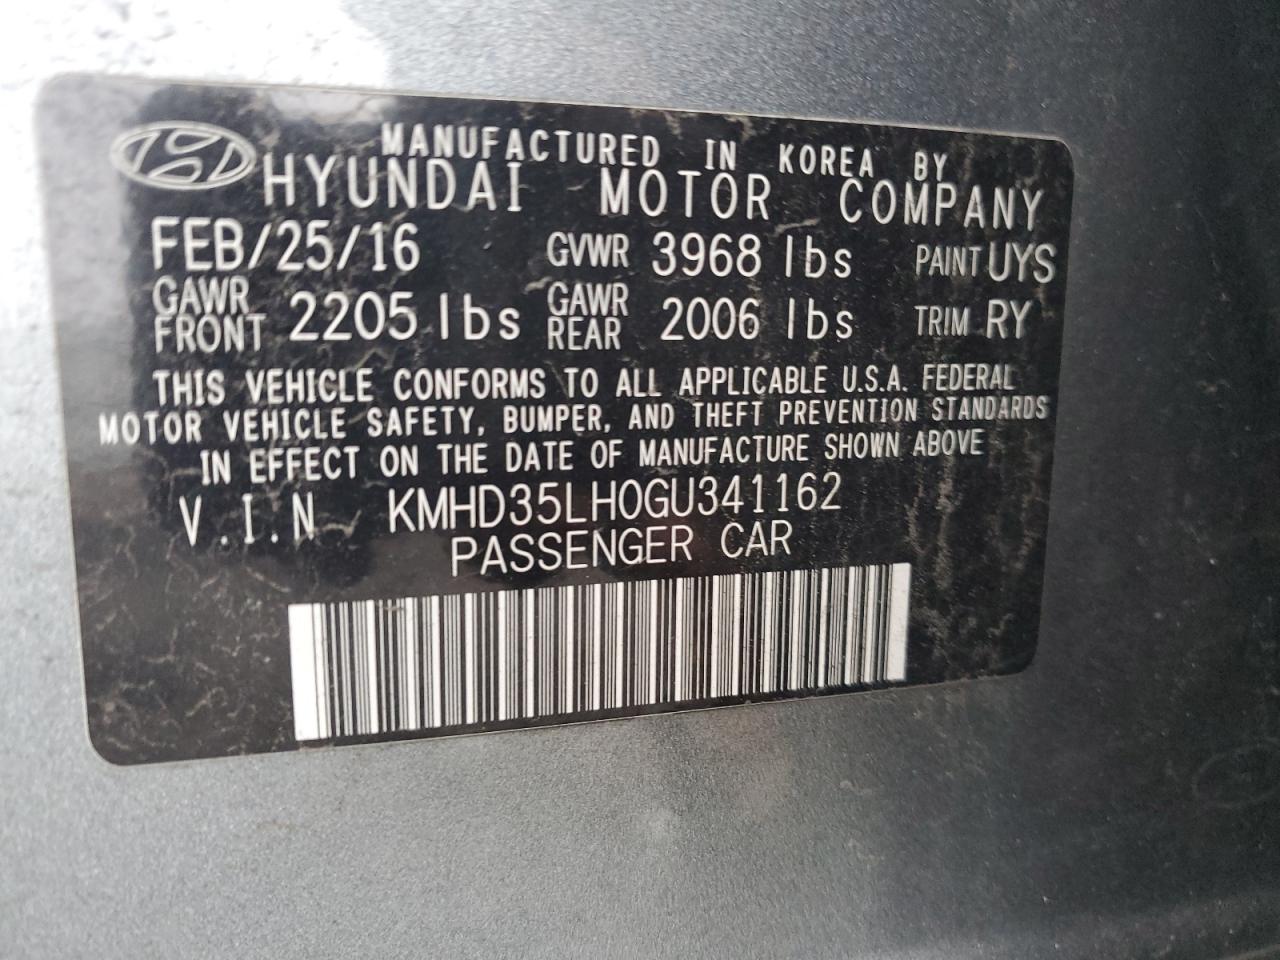 MANUFACTURED IN KOREA BY
HYUNDAI MOTOR COMPANY
FEB/25/16 GVWR 3968 lbs PAINT UYS
GAWR FRONT 2205 lbs GAWR REAR 2006 lbs TRIM RY
THIS VEHICLE CONFORMS TO ALL APPLICABLE U.S.A. FEDERAL
MOTOR VEHICLE SAFETY, BUMPER, AND THEFT PREVENTION STANDARDS
IN EFFECT ON THE DATE OF MANUFACTURE SHOWN ABOVE
V.I.N KMHD35LH0GU341162
PASSENGER CAR